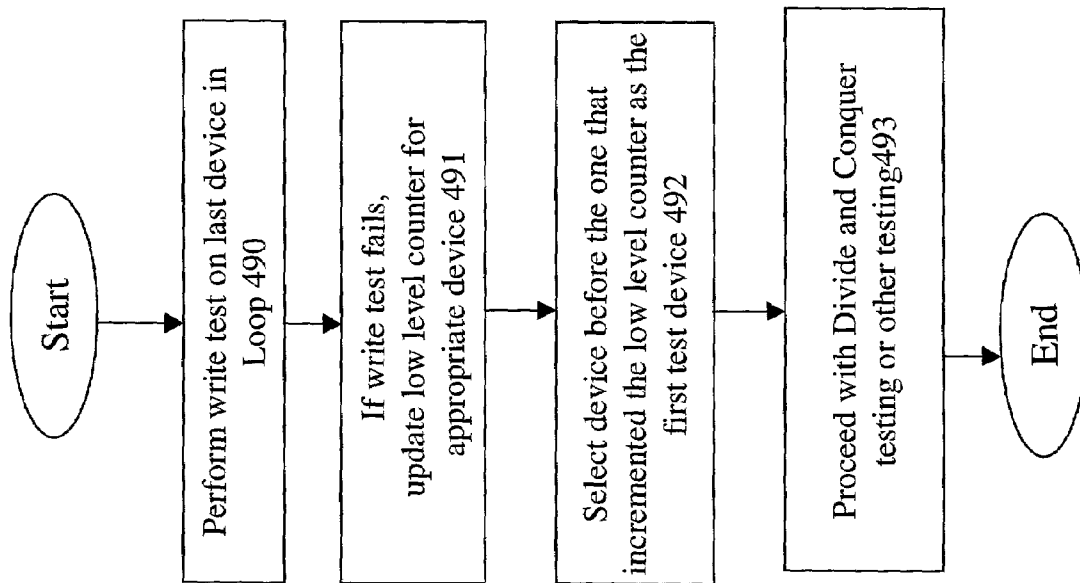 Start
Perform write test on last device in
Loop 490
If write test fails,
update low level counter for
appropriate device 491
Select device before the one that
incremented the low level counter as the
first test device 492
Proceed with Divide and Conquer
testing or other testing493
End